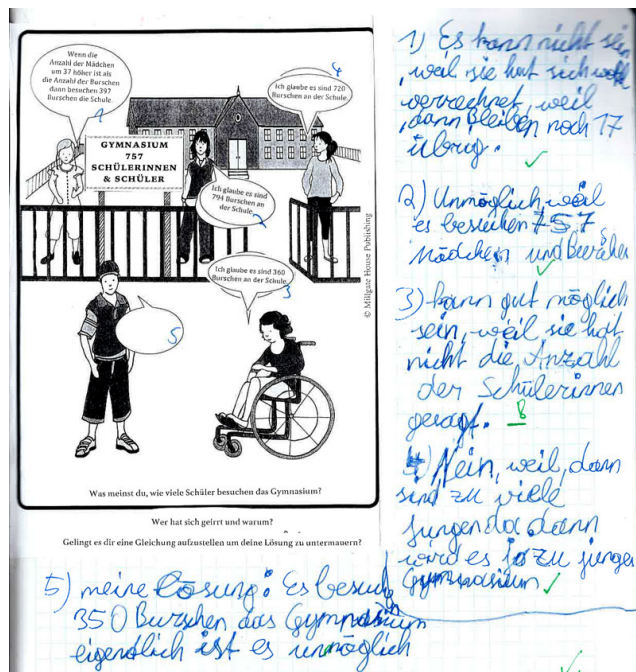 Wenn die
Anzahl der Mädchen
um 37 höher ist als
die Anzahl der Burschen
dann besuchen 397
Burschen die Schule.
1
4
Ich glaube es sind 720
Burschen an der Schule.
GYMNASIUM
757
SCHÜLERINNEN
& SCHÜLER
Ich glaube es sind
794 Burschen an
der Schule.
2
Ich glaube es sind 360
Burschen an der Schule.
3
5
© Millgate House Publishing
Was meinst du, wie viele Schüler besuchen das Gymnasium?
Wer hat sich geirrt und warum?
Gelingt es dir eine Gleichung aufzustellen um deine Lösung zu untermauern?
1) Es kann nicht sein
, weil sie hat sich wohl
verrechnet, weil
, dann bleiben noch 17
übrig.
2) Unmöglich, weil
es besuchen 757
Mädchen und Burschen
3) kann gut möglich
sein, weil sie hat
nicht die Anzahl
der Schülerinnen
gesagt.
4) Nein, weil, dann
sind zu viele
Jungen da, dann
wird es zu
Gymnasium
5) meine Lösung: Es besuchen
350 Burschen das Gymnasium
eigendlich ist es unmöglich